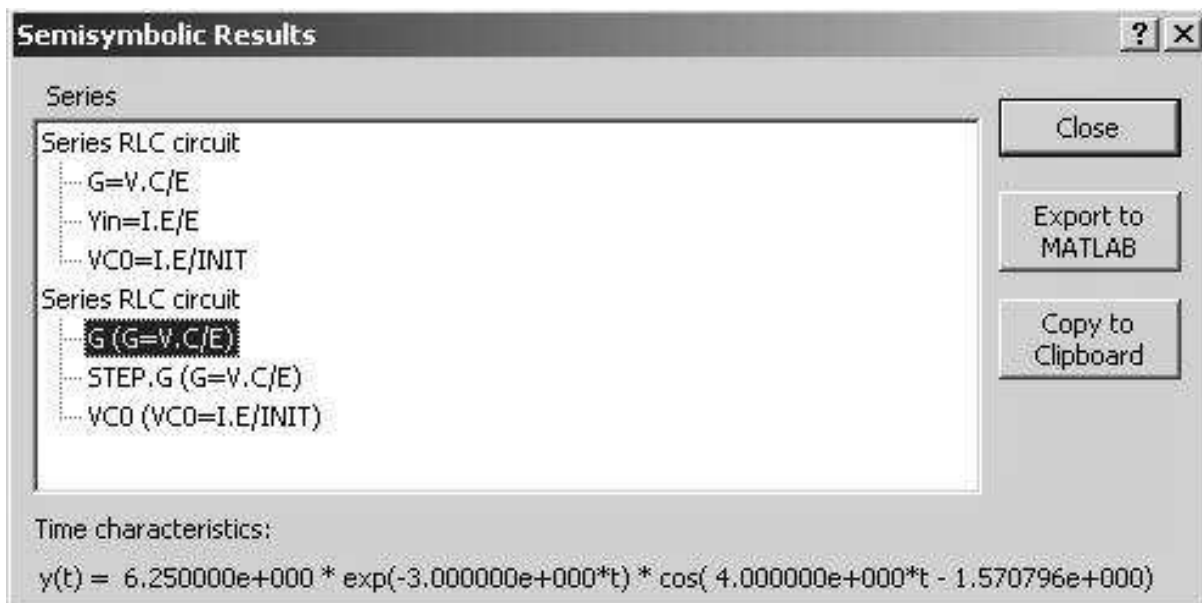 Semisymbolic Results
?
Series
Series RLC circuit
G=V.C/E
Yin=I.E/E
VC0=I.E/INIT
Series RLC circuit
G (G=V.C/E)
STEP.G (G=V.C/E)
VC0 (VC0=I.E/INIT)
Close
Export to
MATLAB
Copy to
Clipboard
Time characteristics:
y(t) = 6.250000e+000 * exp(-3.000000e+000*t) * cos( 4.000000e+000*t - 1.570796e+000)